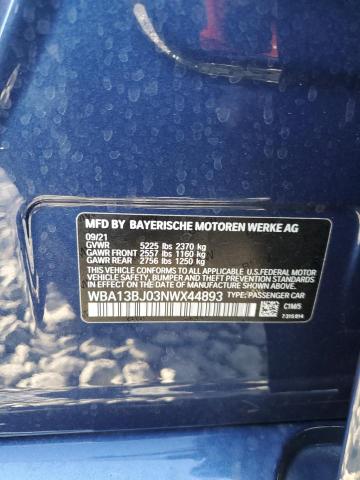 MFD BY BAYERISCHE MOTOREN WERKE AG
09/21
GVWR 5225 lbs 2370 kg
GAWR FRONT 2557 lbs 1160 kg
GAWR REAR 2756 lbs 1250 kg
THIS VEHICLE CONFORMS TO ALL APPLICABLE U.S. FEDERAL MOTOR
VEHICLE SAFETY, BUMPER AND THEFT PREVENTION STANDARDS IN
EFFECT ON THE DATE OF MANUFACTURE SHOWN ABOVE.
WBA13BJ03NWX44893 TYPE: PASSENGER CAR
C1M/5
7 315 814